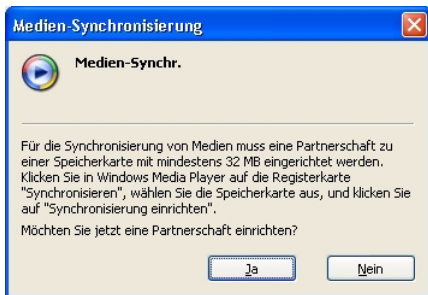 Medien-Synchronisierung
Medien-Synchr.
Für die Synchronisierung von Medien muss eine Partnerschaft zu
einer Speicherkarte mit mindestens 32 MB eingerichtet werden.
Klicken Sie in Windows Media Player auf die Registerkarte
"Synchronisieren", wählen Sie die Speicherkarte aus, und klicken Sie
auf "Synchronisierung einrichten".
Möchten Sie jetzt eine Partnerschaft einrichten?
Ja
Nein